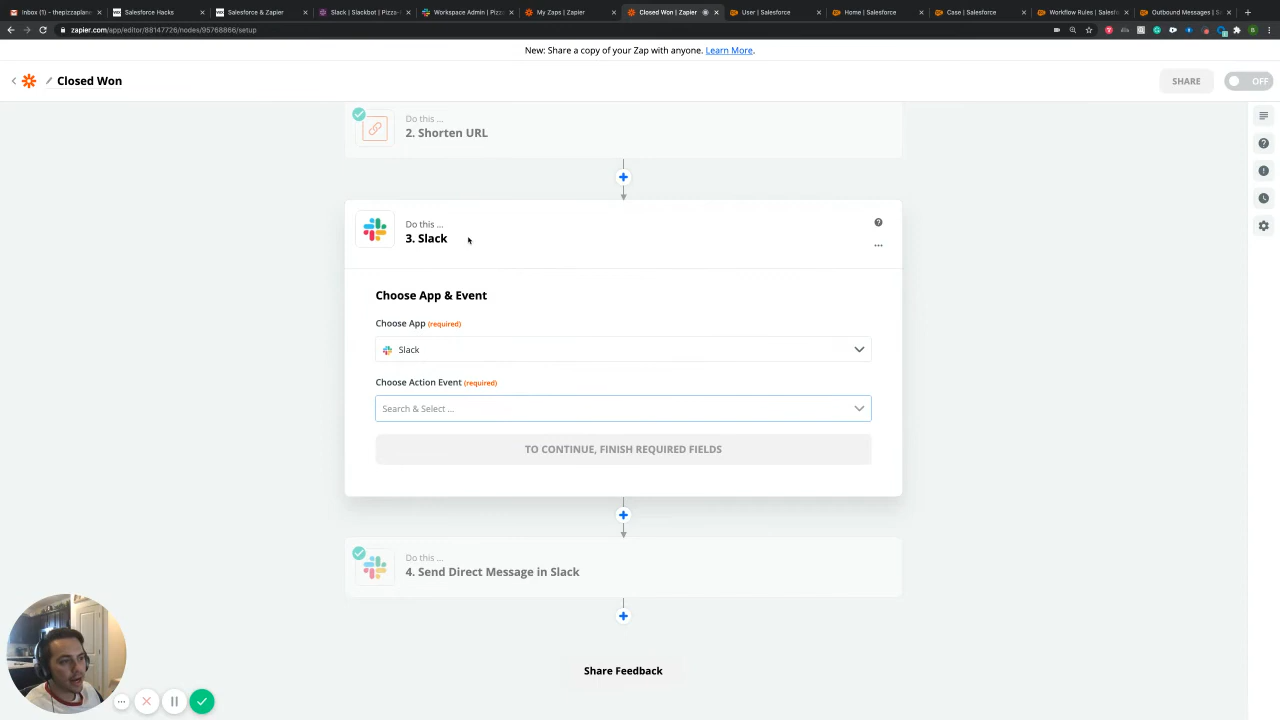 Inbox (1) – thepizzaplane
Salesforce Hacks
Salesforce & Zapier
Slack | Slackbot | Pizza-
Workspace Admin | Pizza
My Zaps | Zapier
Closed Won | Zapier
User | Salesforce
Home | Salesforce
Case | Salesforce
Workflow Rules | Salesf
Outbound Messages | S
zapier.com/app/editor/88147726/nodes/95768866/setup
New: Share a copy of your Zap with anyone. Learn More.
Closed Won
SHARE
OFF
Do this ...
2. Shorten URL
Do this ...
3. Slack
Choose App & Event
Choose App (required)
Slack
Choose Action Event (required)
Search & Select ...
TO CONTINUE, FINISH REQUIRED FIELDS
Do this ...
4. Send Direct Message in Slack
Share Feedback